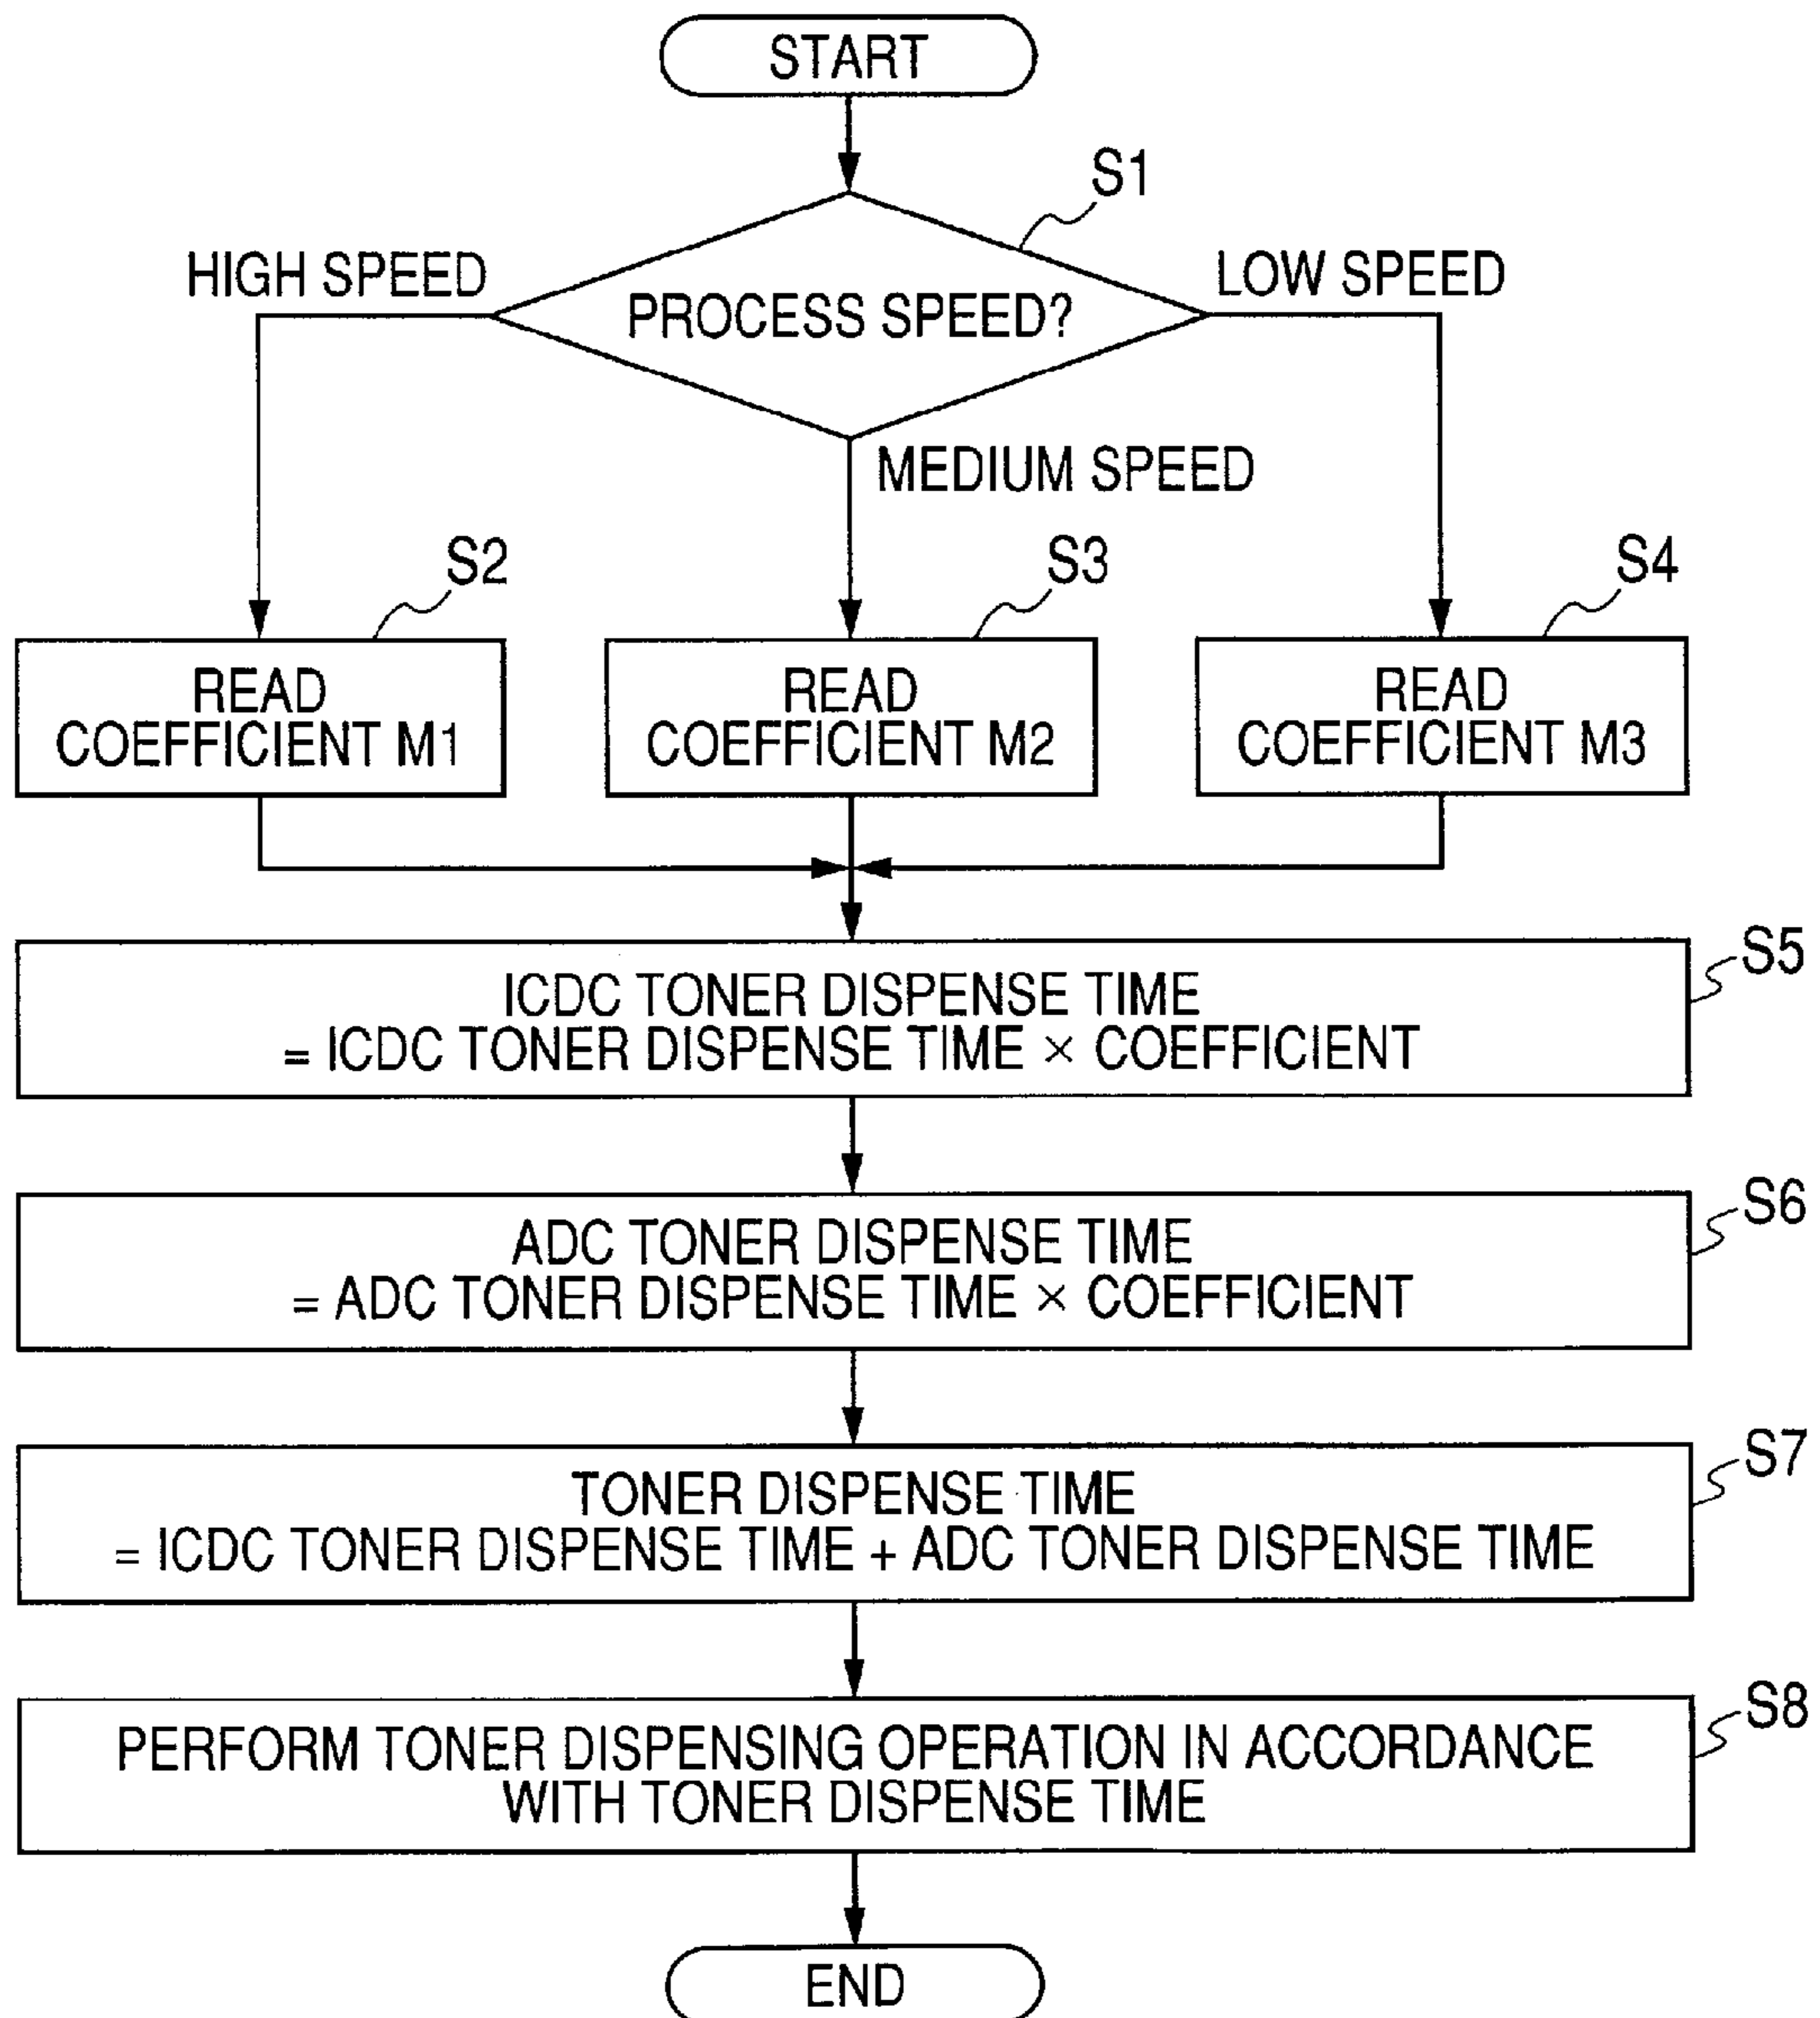 START
S1
HIGH SPEED
PROCESS SPEED?
LOW SPEED
MEDIUM SPEED
S2
S3
S4
READ
COEFFICIENT M1
READ
COEFFICIENT M2
READ
COEFFICIENT M3
S5
ICDC TONER DISPENSE TIME
= ICDC TONER DISPENSE TIME × COEFFICIENT
S6
ADC TONER DISPENSE TIME
= ADC TONER DISPENSE TIME × COEFFICIENT
S7
TONER DISPENSE TIME
= ICDC TONER DISPENSE TIME + ADC TONER DISPENSE TIME
S8
PERFORM TONER DISPENSING OPERATION IN ACCORDANCE
WITH TONER DISPENSE TIME
END